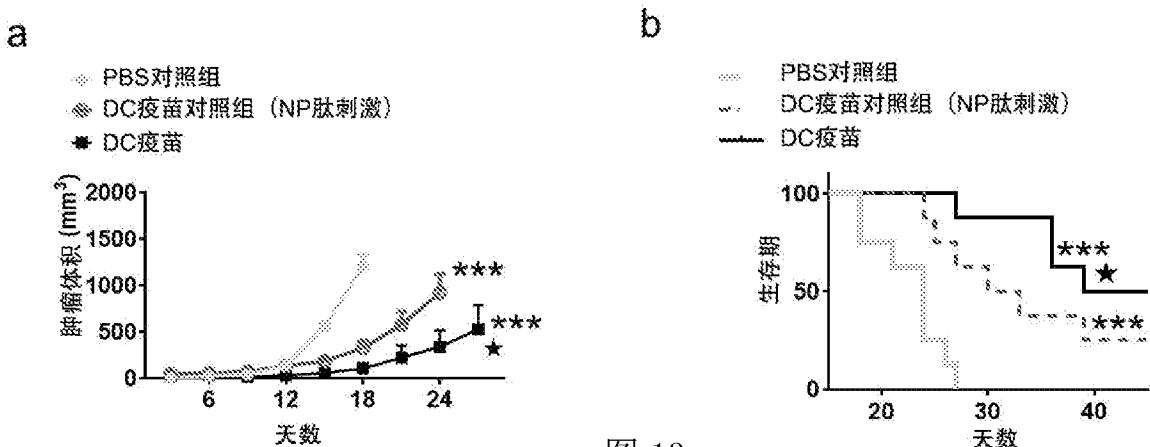 a
PBS对照组
DC疫苗对照组（NP肽刺激）
DC疫苗
肿瘤体积 (mm³)
2000
1500
1000
500
0
***
***
★
6 12 18 24
天数
b
PBS对照组
DC疫苗对照组（NP肽刺激）
DC疫苗
生存期
100
50
0
***
★
***
20 30 40
天数